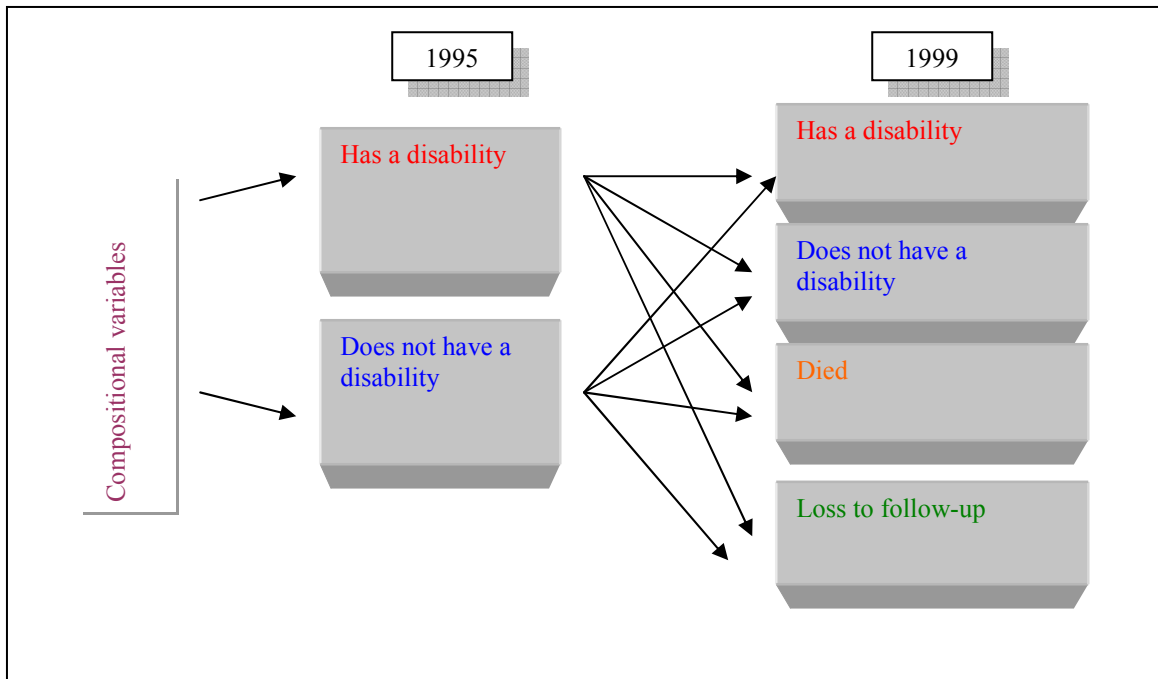 1995
1999
Compositional variables
Has a disability
Does not have a
disability
Has a disability
Does not have a
disability
Died
Loss to follow-up